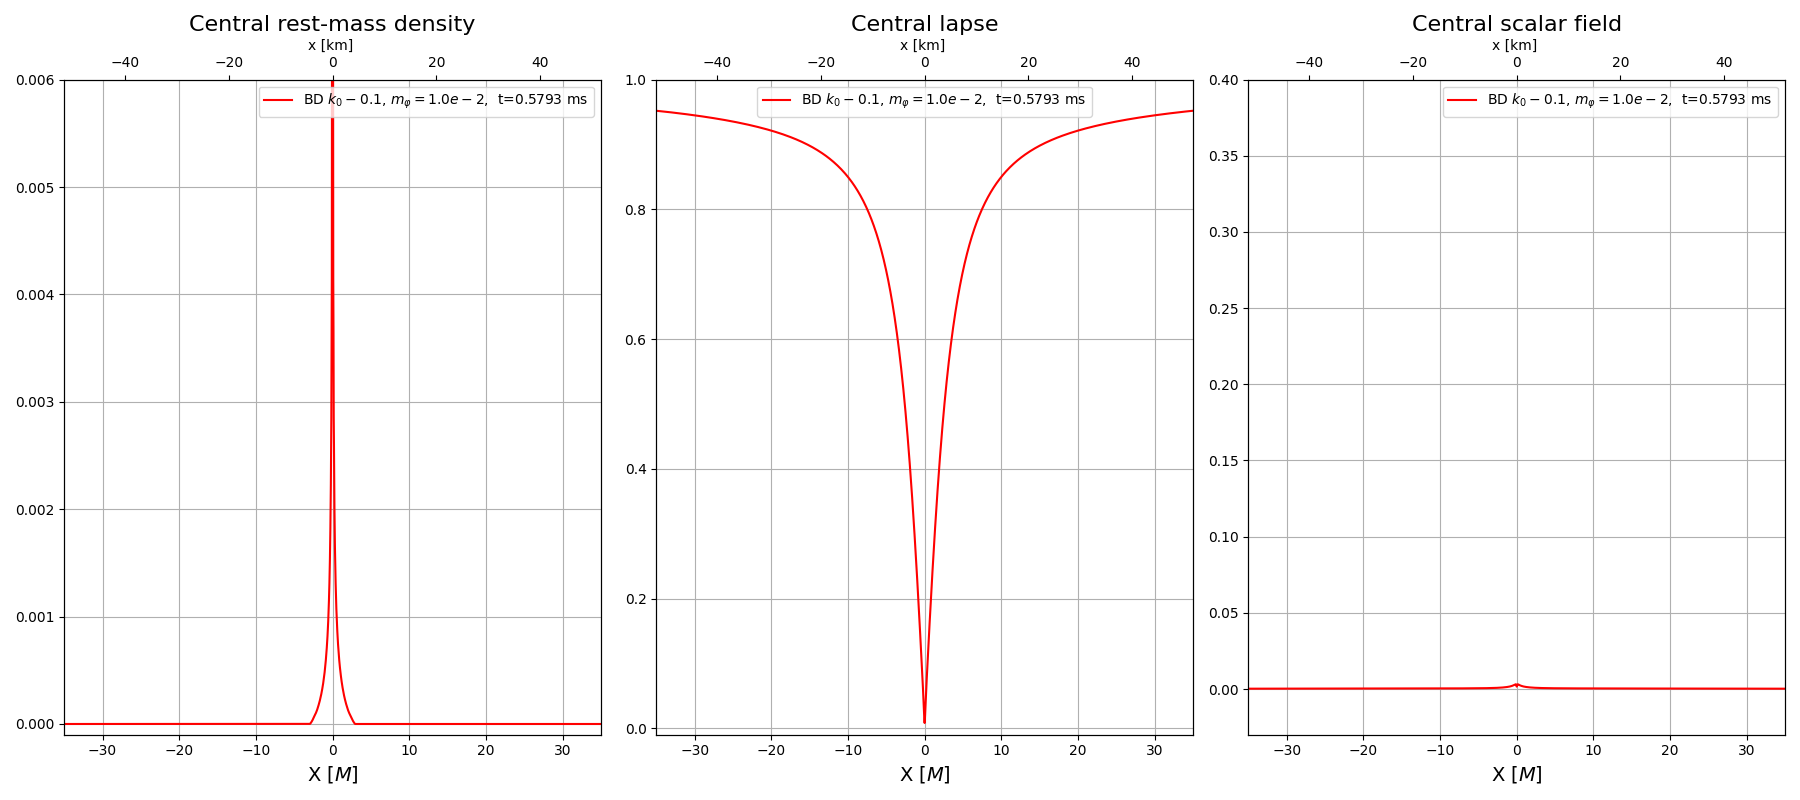 Central rest-mass density
x [km]
−40 −20 0 20 40
0.006
0.005
0.004
0.003
0.002
0.001
0.000
BD k₀ − 0.1, mᵩ = 1.0e − 2, t=0.5793 ms
−30 −20 −10 0 10 20 30
X [M]
Central lapse
x [km]
−40 −20 0 20 40
1.0
0.8
0.6
0.4
0.2
0.0
BD k₀ − 0.1, mᵩ = 1.0e − 2, t=0.5793 ms
−30 −20 −10 0 10 20 30
X [M]
Central scalar field
x [km]
−40 −20 0 20 40
0.40
0.35
0.30
0.25
0.20
0.15
0.10
0.05
0.00
BD k₀ − 0.1, mᵩ = 1.0e − 2, t=0.5793 ms
−30 −20 −10 0 10 20 30
X [M]